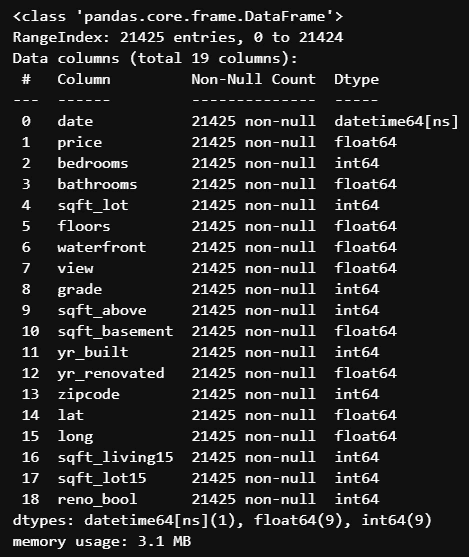 <class 'pandas.core.frame.DataFrame'>
RangeIndex: 21425 entries, 0 to 21424
Data columns (total 19 columns):
 #   Column         Non-Null Count  Dtype
---  ------         --------------  -----
 0   date           21425 non-null  datetime64[ns]
 1   price          21425 non-null  float64
 2   bedrooms       21425 non-null  int64
 3   bathrooms      21425 non-null  float64
 4   sqft_lot       21425 non-null  int64
 5   floors         21425 non-null  float64
 6   waterfront     21425 non-null  float64
 7   view           21425 non-null  float64
 8   grade          21425 non-null  int64
 9   sqft_above     21425 non-null  int64
 10  sqft_basement  21425 non-null  float64
 11  yr_built       21425 non-null  int64
 12  yr_renovated   21425 non-null  float64
 13  zipcode        21425 non-null  int64
 14  lat            21425 non-null  float64
 15  long           21425 non-null  float64
 16  sqft_living15  21425 non-null  int64
 17  sqft_lot15     21425 non-null  int64
 18  reno_bool      21425 non-null  int64
dtypes: datetime64[ns](1), float64(9), int64(9)
memory usage: 3.1 MB